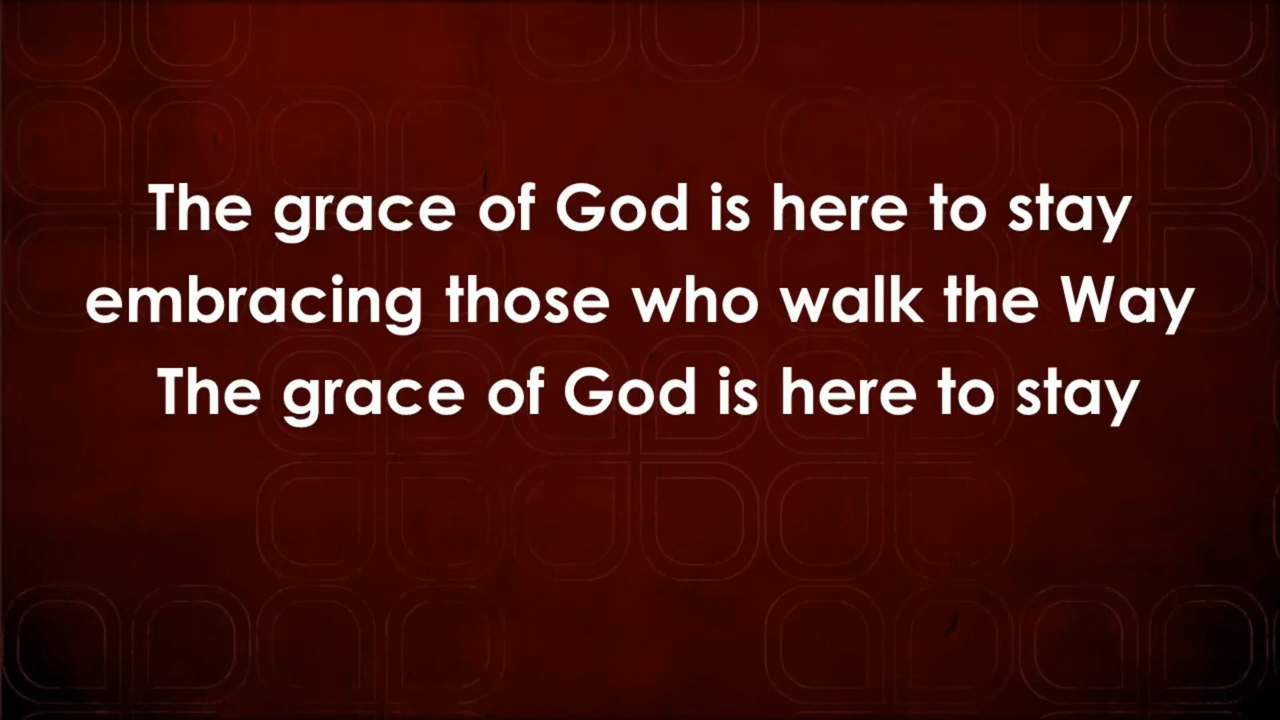 The grace of God is here to stay
embracing those who walk the Way
The grace of God is here to stay